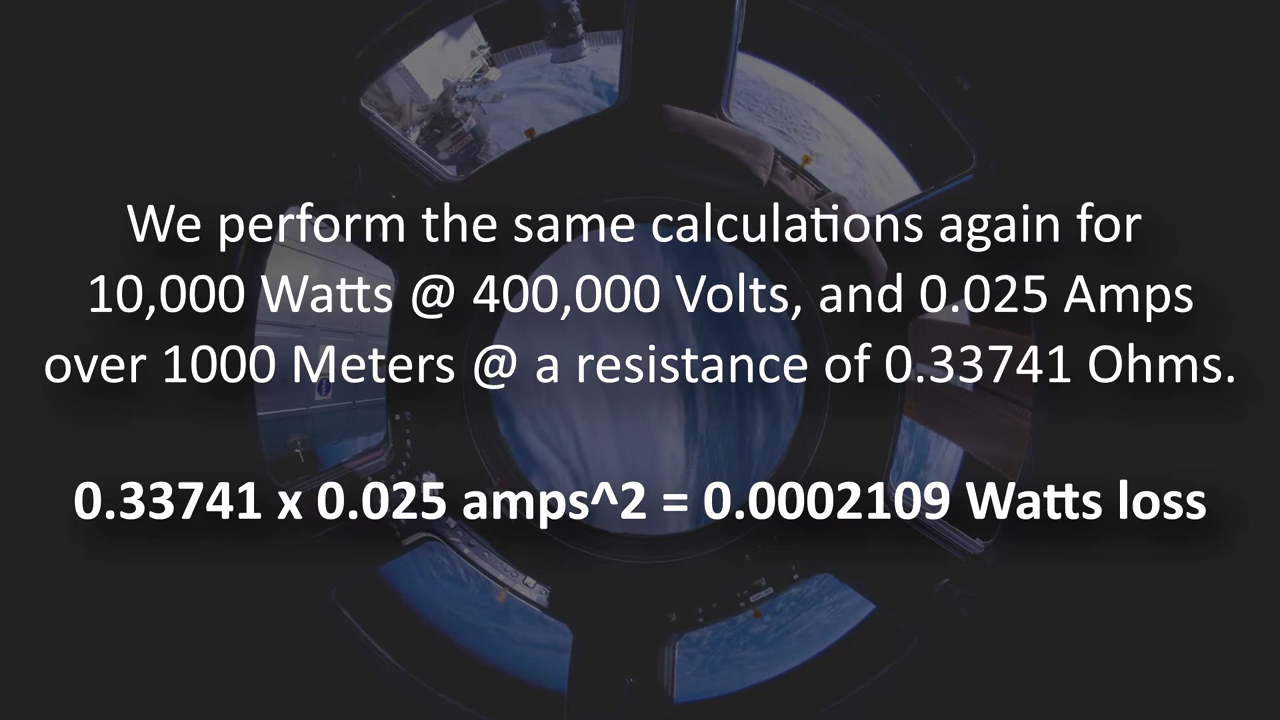 We perform the same calculations again for
10,000 Watts @ 400,000 Volts, and 0.025 Amps
over 1000 Meters @ a resistance of 0.33741 Ohms.
0.33741 x 0.025 amps^2 = 0.0002109 Watts loss